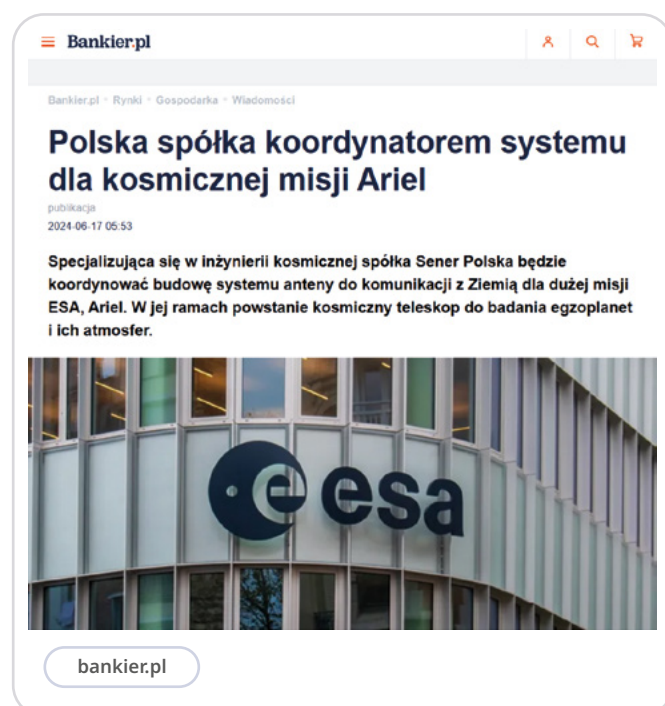 Bankier.pl
Bankier.pl • Rynki • Gospodarka • Wiadomości
Polska spółka koordynatorem systemu
dla kosmicznej misji Ariel
publikacja
2024-06-17 05:53
Specjalizująca się w inżynierii kosmicznej spółka Sener Polska będzie
koordynować budowę systemu anteny do komunikacji z Ziemią dla dużej misji
ESA, Ariel. W jej ramach powstanie kosmiczny teleskop do badania egzoplanet
i ich atmosfer.
esa
bankier.pl